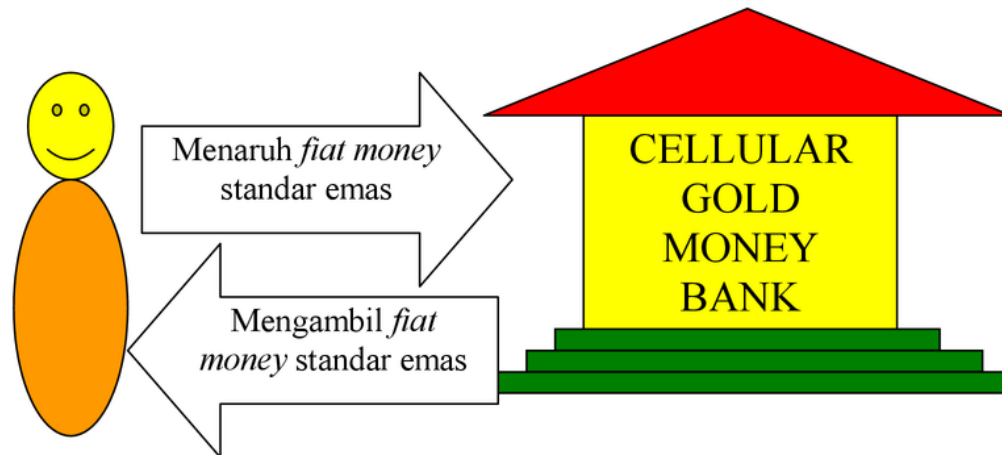 Menaruh fiat money
standar emas
Mengambil fiat
money standar emas
CELLULAR
GOLD
MONEY
BANK